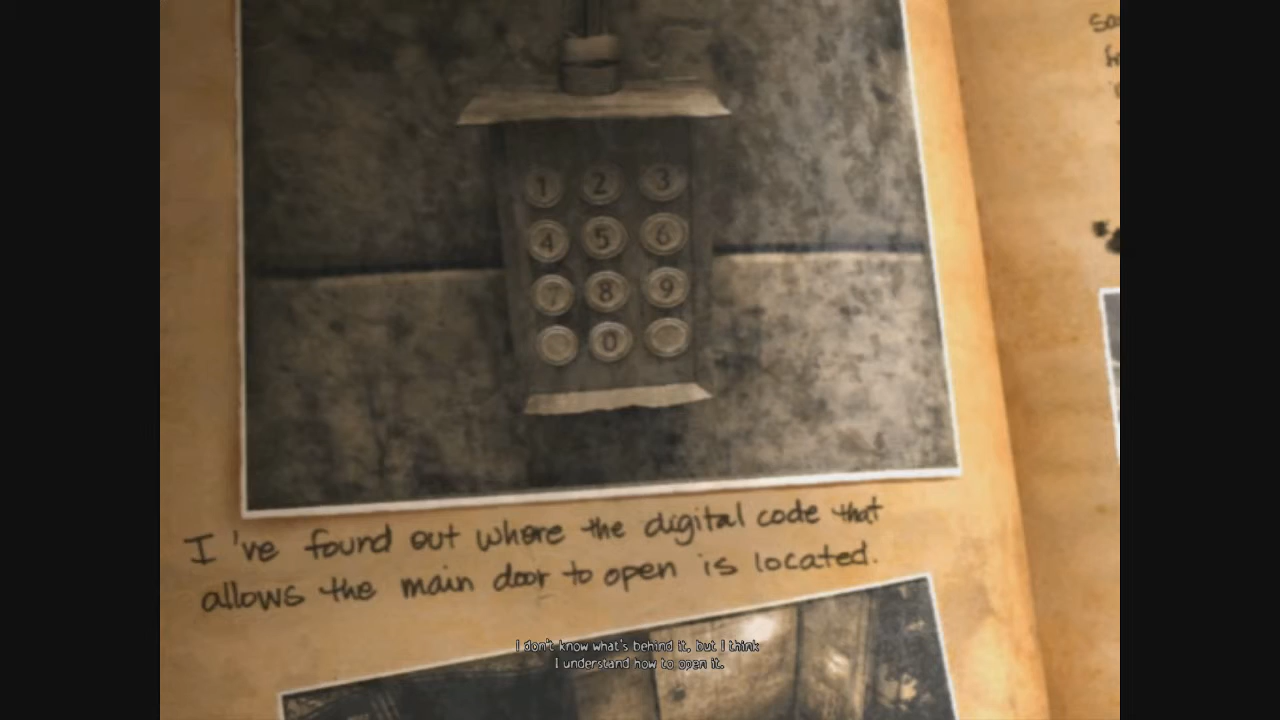 1 2 3
4 5 6
7 8 9
0
I 've found out where the digital code that
allows the main door to open is located.
I don't know what's behind it, but I think
I understand how to open it.